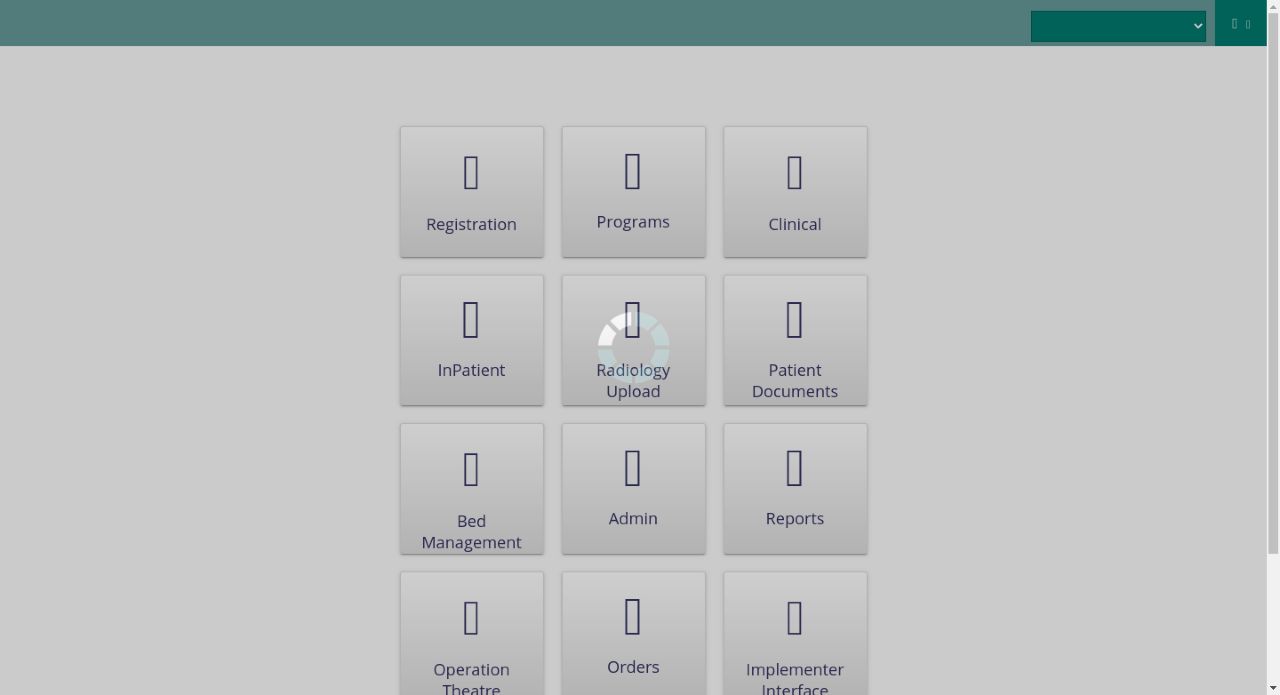 Registration
Programs
Clinical
InPatient
Radiology
Upload
Patient
Documents
Bed
Management
Admin
Reports
Operation
Theatre
Orders
Implementer
Interface